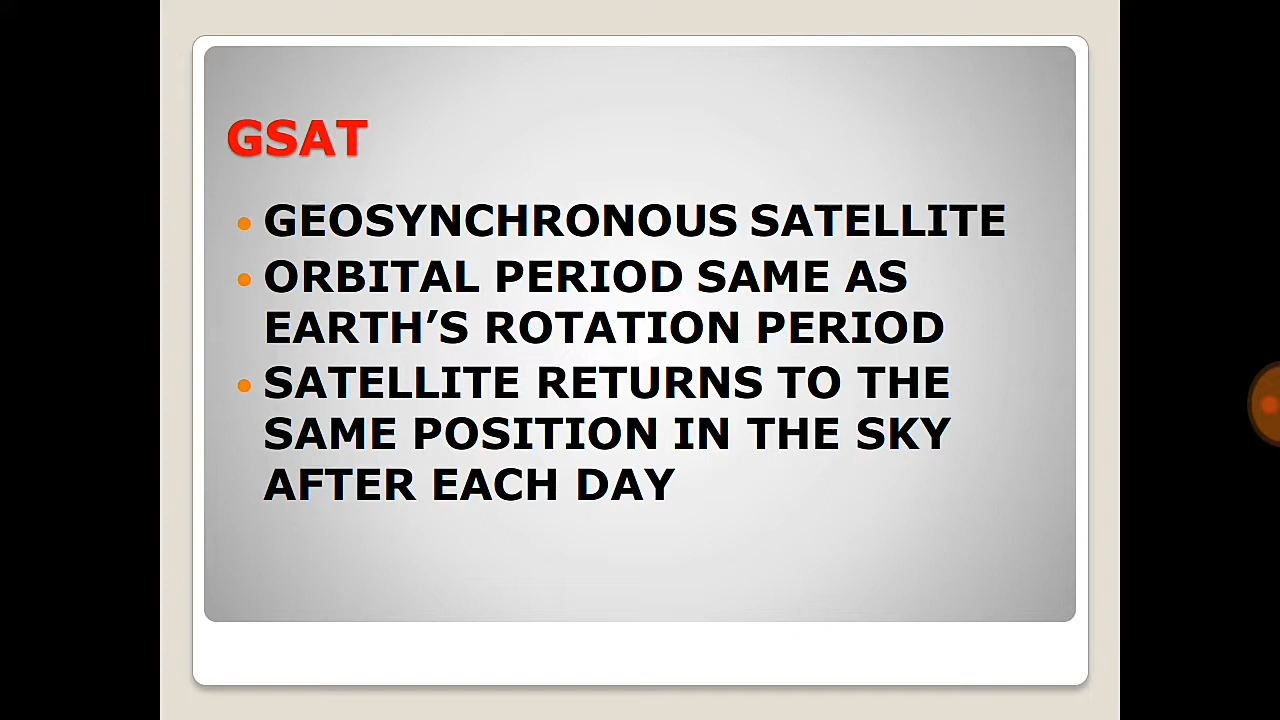 GSAT
GEOSYNCHRONOUS SATELLITE
ORBITAL PERIOD SAME AS
EARTH’S ROTATION PERIOD
SATELLITE RETURNS TO THE
SAME POSITION IN THE SKY
AFTER EACH DAY